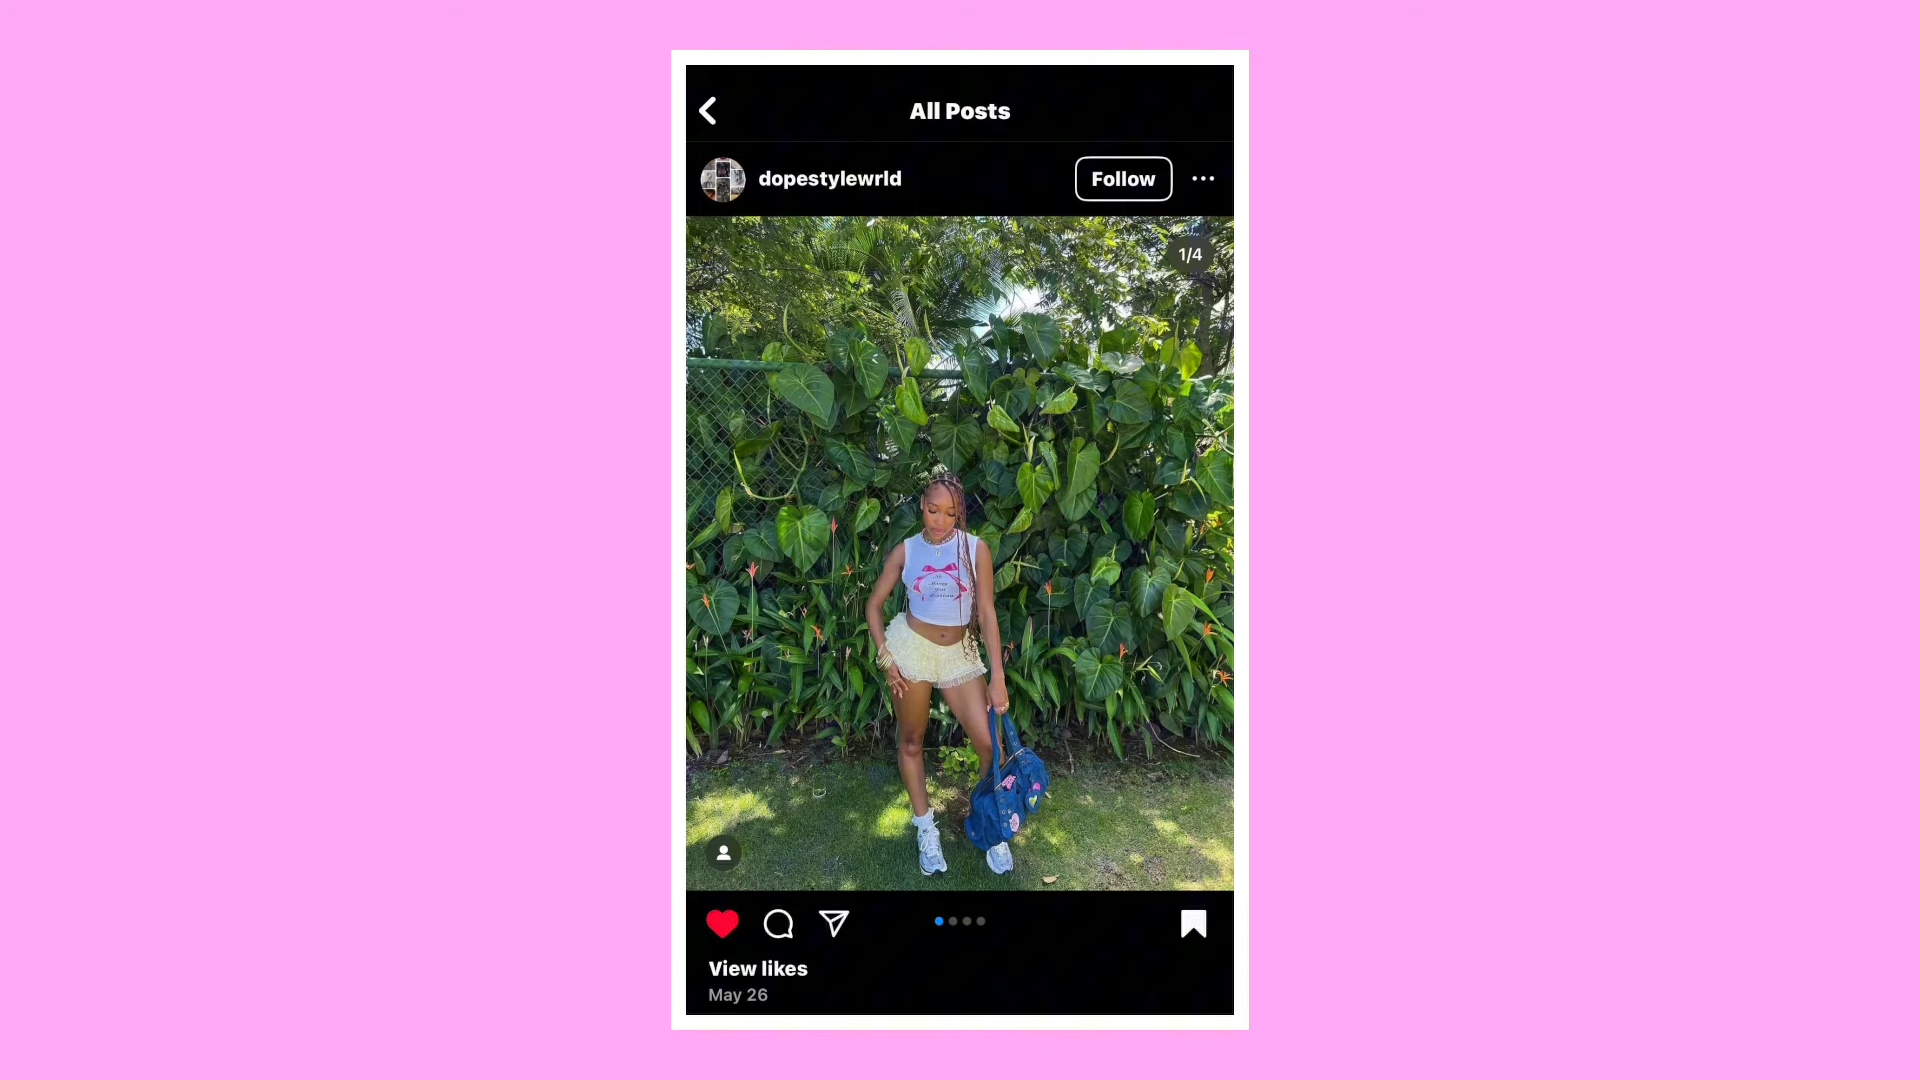 All Posts
dopestylewrld
Follow
1/4
View likes
May 26